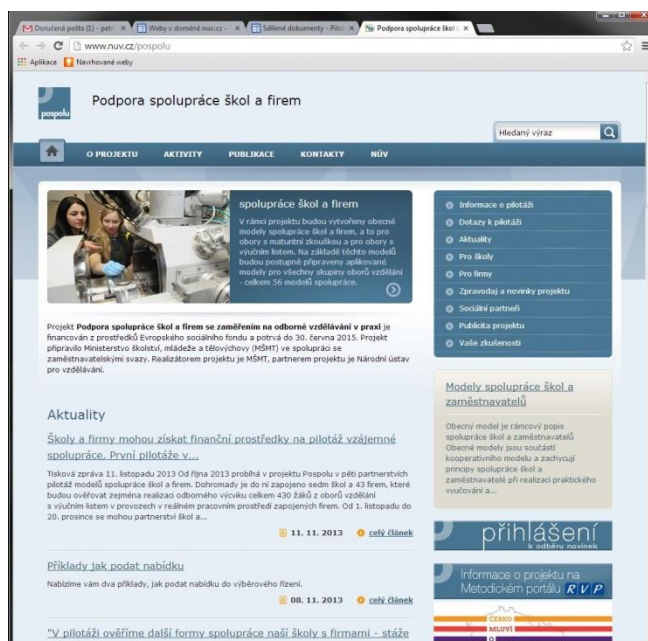 Doručená pošta (1) - petr.
Weby v doméně nuv.cz -
Sdílené dokumenty - Pilot
Podpora spolupráce škol a
www.nuv.cz/pospolu
Aplikace Navrhované weby
pospolu
Podpora spolupráce škol a firem
Hledaný výraz
O PROJEKTU AKTIVITY PUBLIKACE KONTAKTY NÚV
spolupráce škol a firem
V rámci projektu budou vytvořeny obecné
modely spolupráce škol a firem, a to pro
obory s maturitní zkouškou a pro obory s
výučním listem. Na základě těchto modelů
budou postupně připraveny aplikované
modely pro všechny skupiny oborů vzdělání
- celkem 56 modelů spolupráce.
Projekt Podpora spolupráce škol a firem se zaměřením na odborné vzdělávání v praxi je
financován z prostředků Evropského sociálního fondu a potrvá do 30. června 2015. Projekt
připravilo Ministerstvo školství, mládeže a tělovýchovy (MŠMT) ve spolupráci se
zaměstnavatelskými svazy. Realizátorem projektu je MŠMT, partnerem projektu je Národní ústav
pro vzdělávání.
Aktuality
Školy a firmy mohou získat finanční prostředky na pilotáž vzájemné
spolupráce. První pilotáže v...
Tisková zpráva 11. listopadu 2013 Od října 2013 probíhá v projektu Pospolu v pěti partnerstvích
pilotáž modelů spolupráce škol a firem. Dohromady je do ní zapojeno sedm škol a 43 firem, které
budou ověřovat zejména realizaci odborného výcviku celkem 430 žáků z oborů vzdělání
s výučním listem v provozech v reálném pracovním prostředí zapojených firem. Od 1. listopadu do
20. prosince se mohou partnerství škol a...
11. 11. 2013 celý článek
Příklady jak podat nabídku
Nabízíme vám dva příklady, jak podat nabídku do výběrového řízení.
08. 11. 2013 celý článek
"V pilotáži ověříme další formy spolupráce naší školy s firmami - stáže
Informace o pilotáži
Dotazy k pilotáži
Aktuality
Pro školy
Pro firmy
Zpravodaj a novinky projektu
Sociální partneři
Publicita projektu
Vaše zkušenosti
Modely spolupráce škol a
zaměstnavatelů
Obecný model je rámcový popis
spolupráce škol a zaměstnavatelů
Obecné modely jsou součástí
kooperativního modelu a zachycují
principy spolupráce škol a
zaměstnavatelé při realizaci praktického
vyučování a...
přihlášení
k odběru novinek
Informace o projektu na
Metodickém portálu RVP
ČESKO
MLUVÍ
O